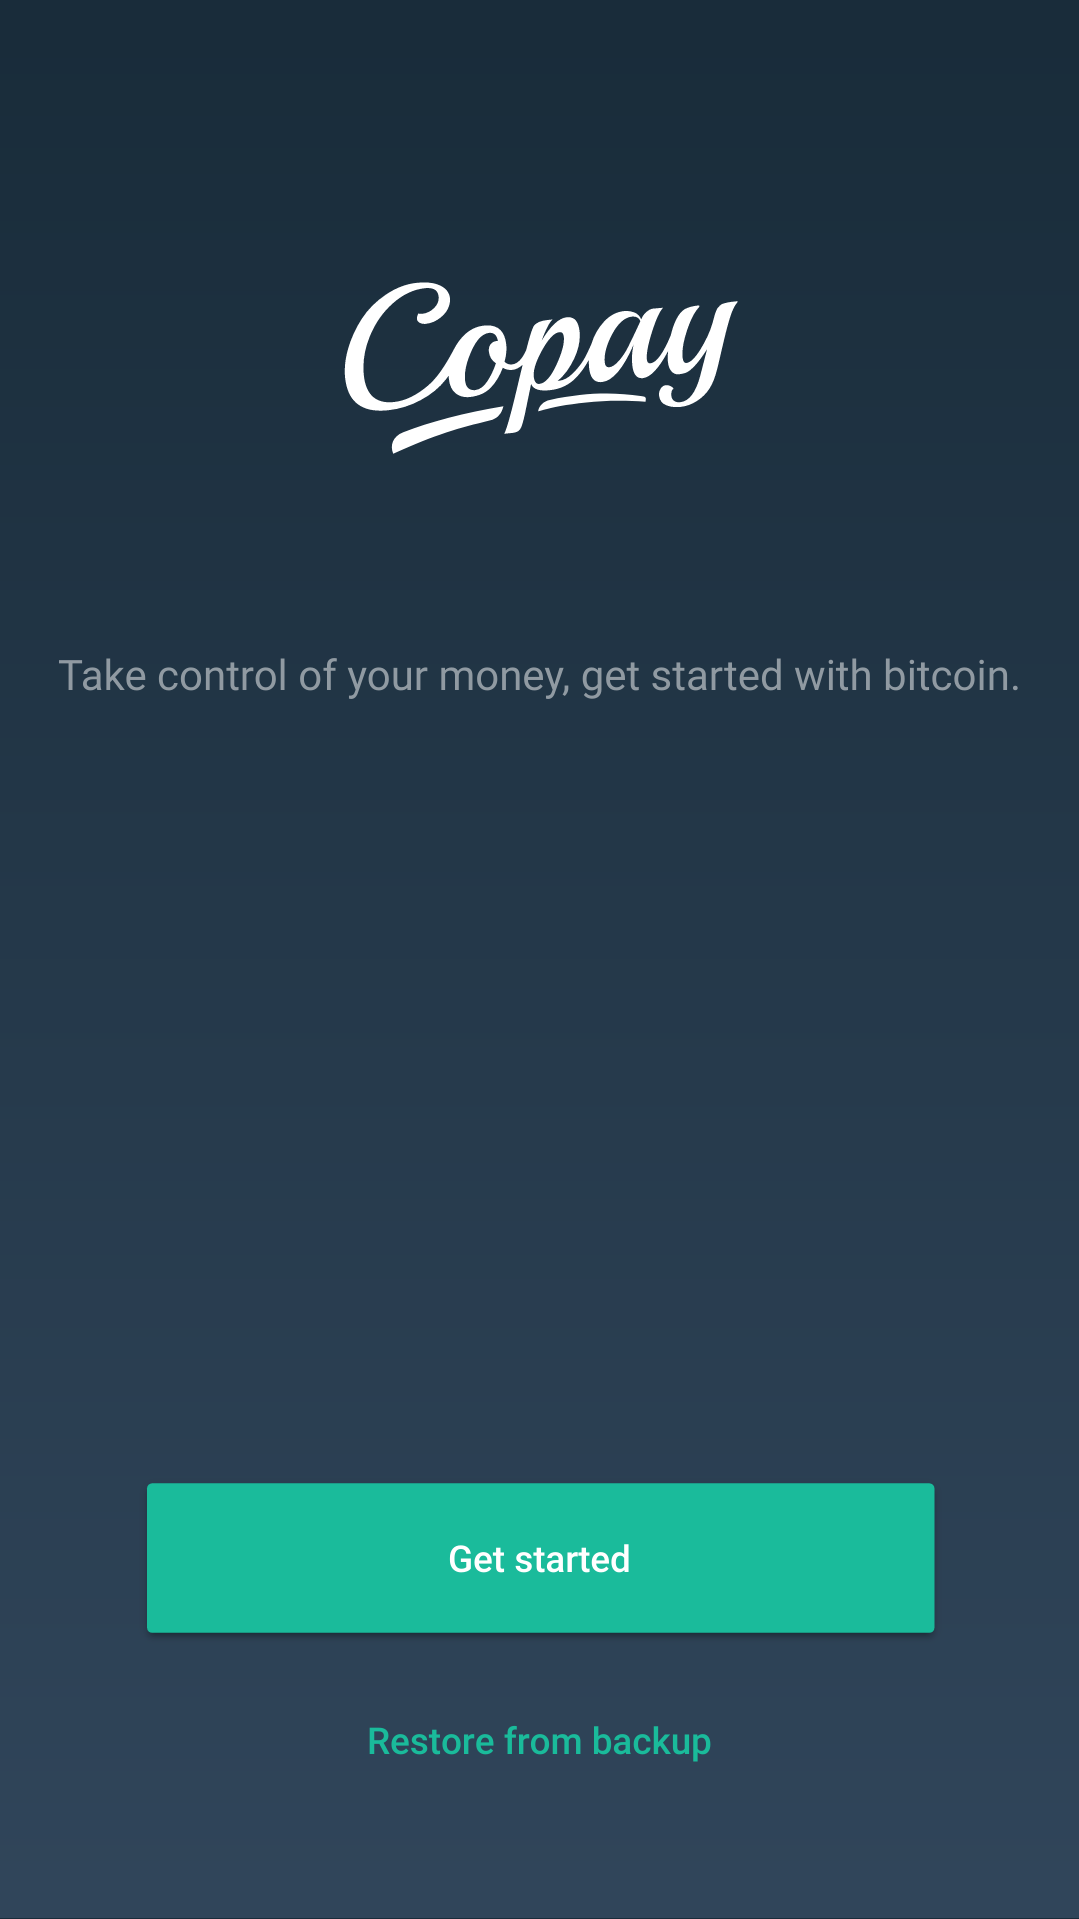 Copay
Take control of your money, get started with bitcoin.
Get started
Restore from backup